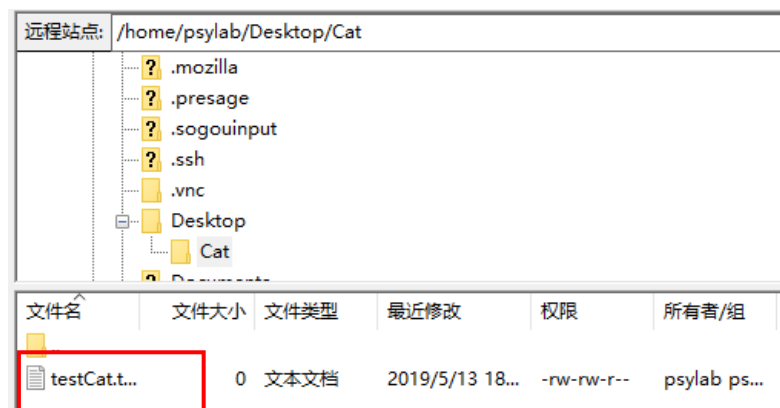 远程站点: /home/psylab/Desktop/Cat
.mozilla
.presage
.sogouinput
.ssh
.vnc
Desktop
Cat
Documents
文件名 文件大小 文件类型 最近修改 权限 所有者/组
..
testCat.t... 0 文本文档 2019/5/13 18... -rw-rw-r-- psylab ps...